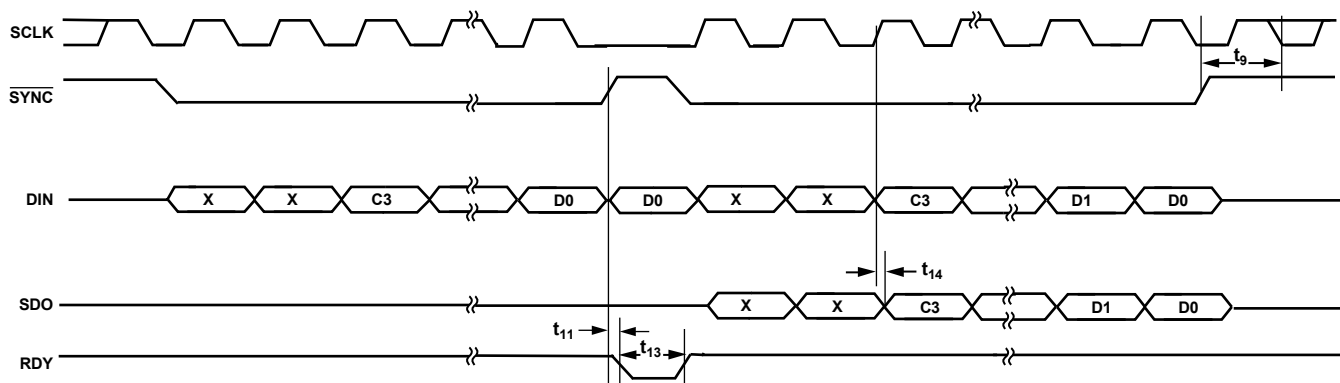 SCLK
t9
SYNC
DIN X X C3 D0 D0 X X C3 D1 D0
t14
SDO X X C3 D1 D0
t11 t13
RDY